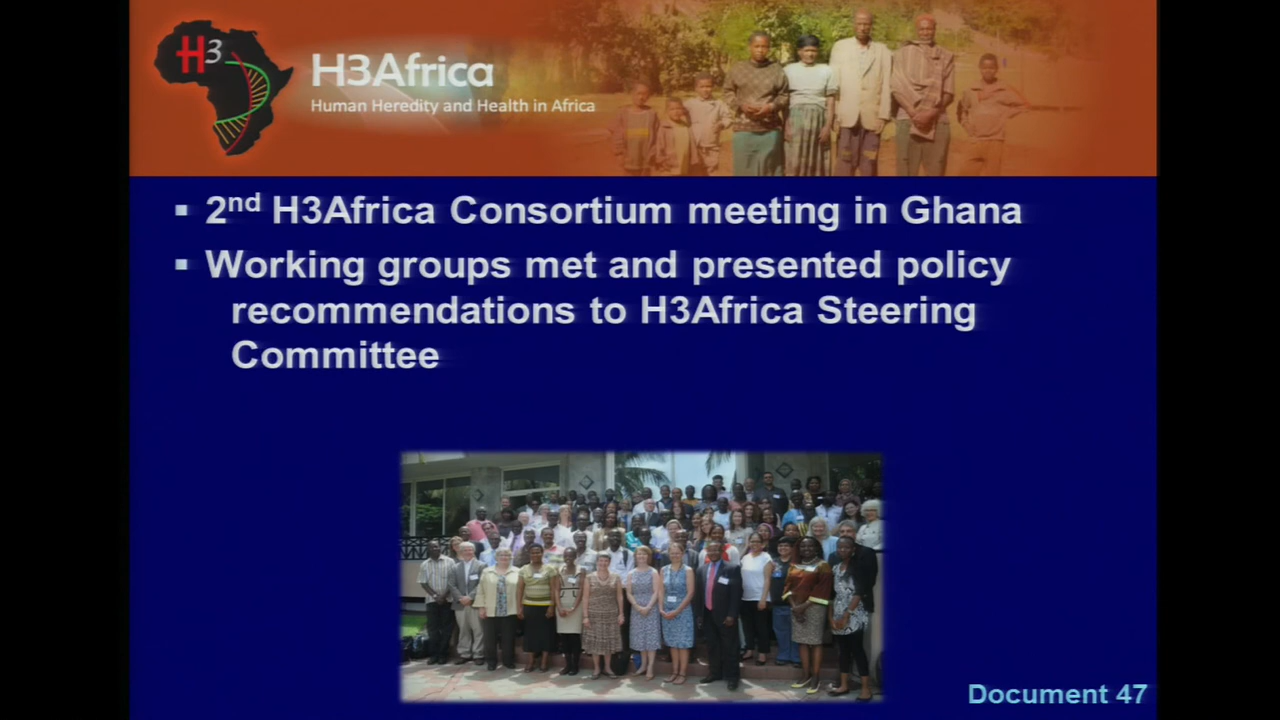 H3
H3Africa
Human Heredity and Health in Africa
▪ 2nd H3Africa Consortium meeting in Ghana
▪ Working groups met and presented policy
recommendations to H3Africa Steering
Committee
Document 47